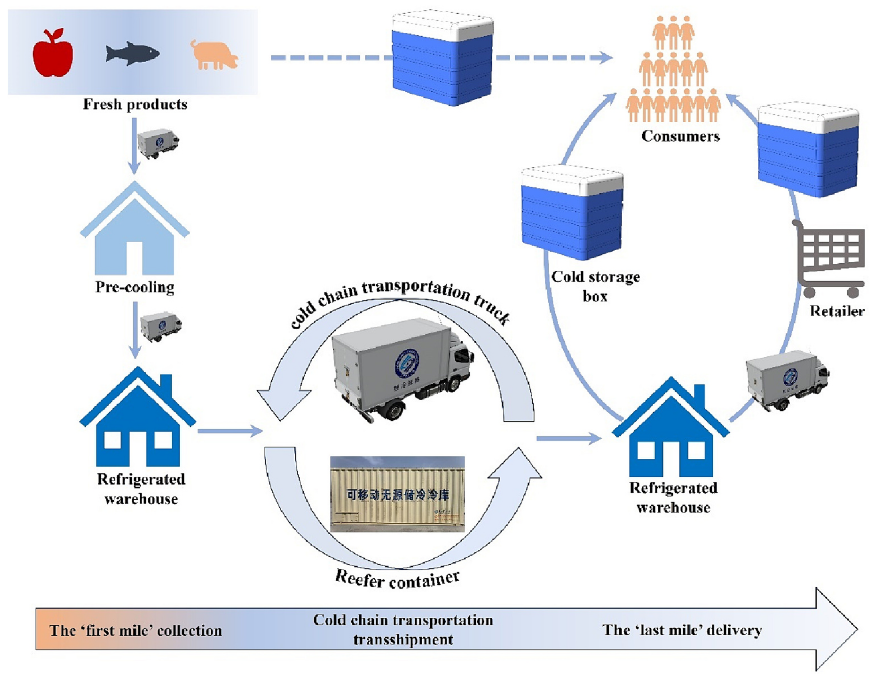 Fresh products
Consumers
Pre-cooling
Cold storage
box
Retailer
cold chain transportation truck
Refrigerated
warehouse
可移动无源储冷冷库
Reefer container
Refrigerated
warehouse
The ‘first mile’ collection
Cold chain transportation
transshipment
The ‘last mile’ delivery